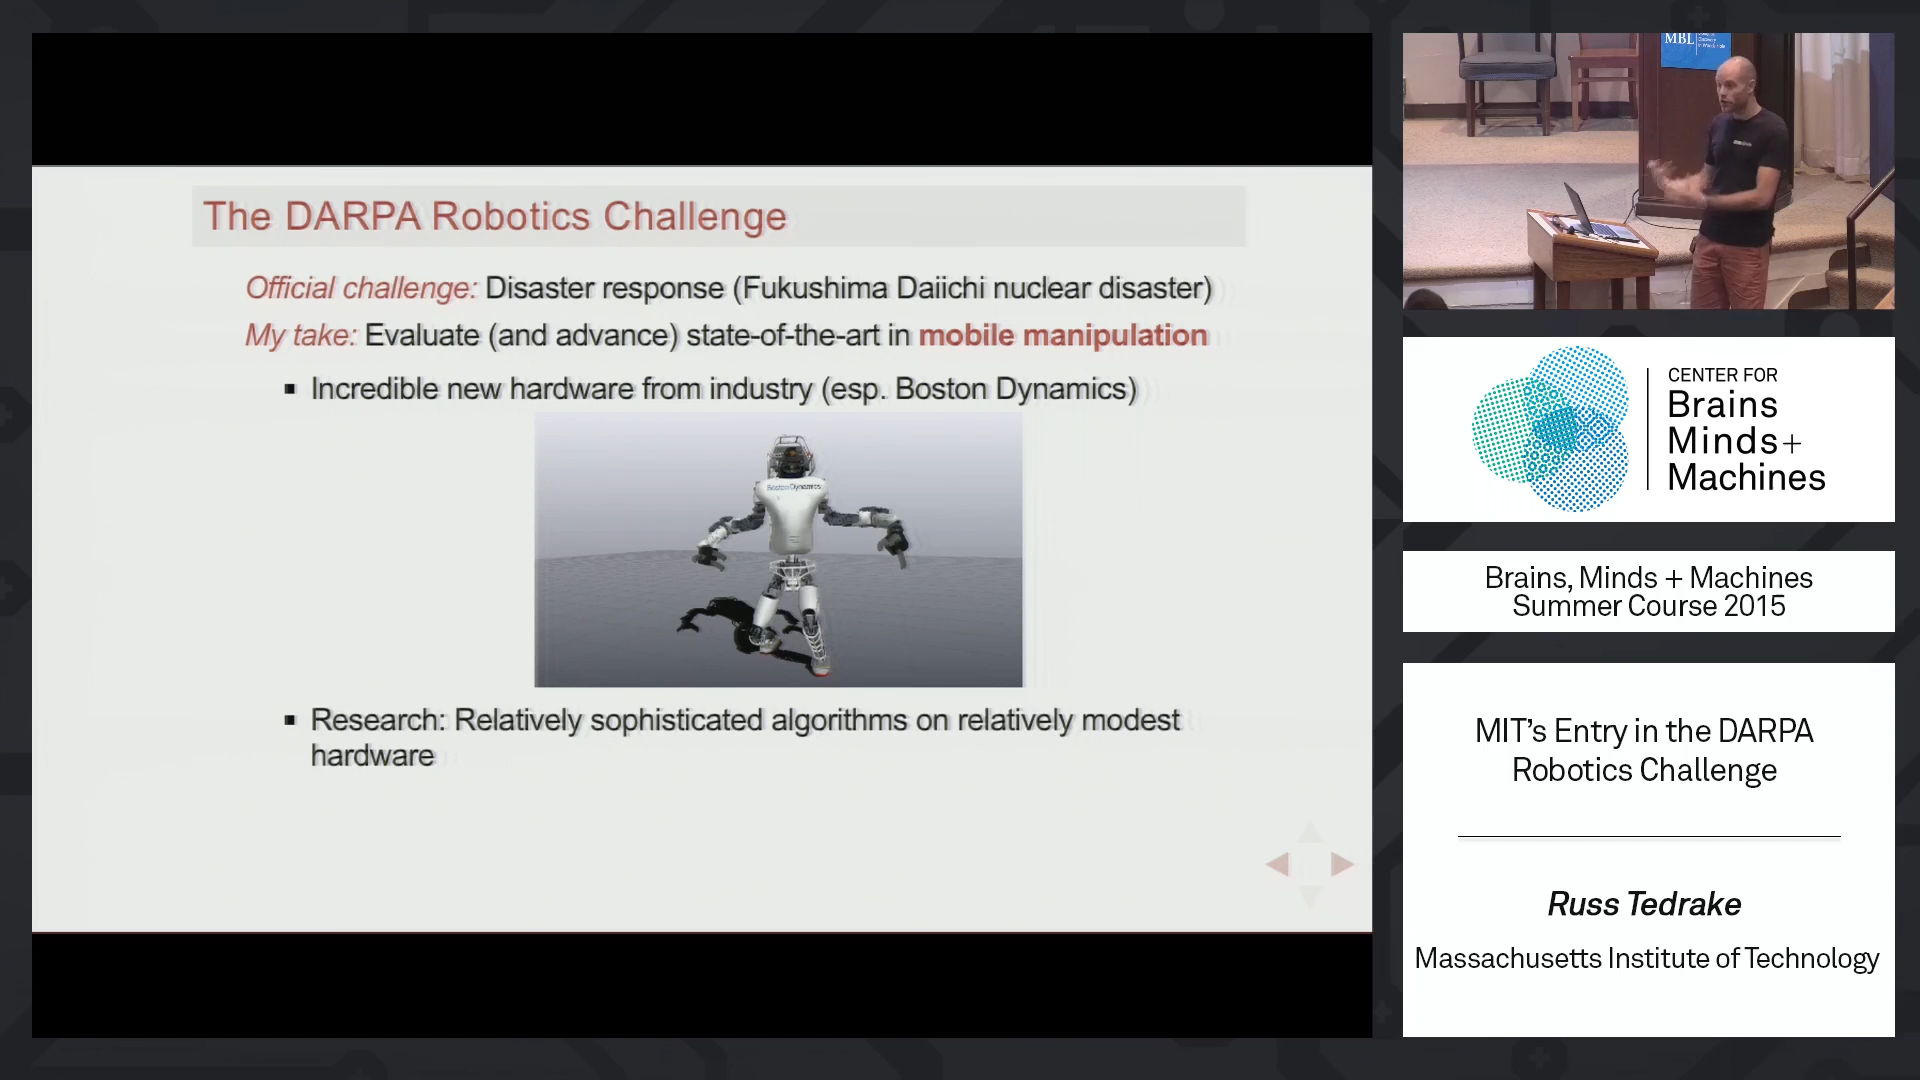 The DARPA Robotics Challenge
Official challenge: Disaster response (Fukushima Daiichi nuclear disaster)
My take: Evaluate (and advance) state-of-the-art in mobile manipulation
▪ Incredible new hardware from industry (esp. Boston Dynamics)
BostonDynamics
▪ Research: Relatively sophisticated algorithms on relatively modest
hardware
MBL
CENTER FOR
Brains
Minds+
Machines
Brains, Minds + Machines
Summer Course 2015
MIT’s Entry in the DARPA
Robotics Challenge
Russ Tedrake
Massachusetts Institute of Technology